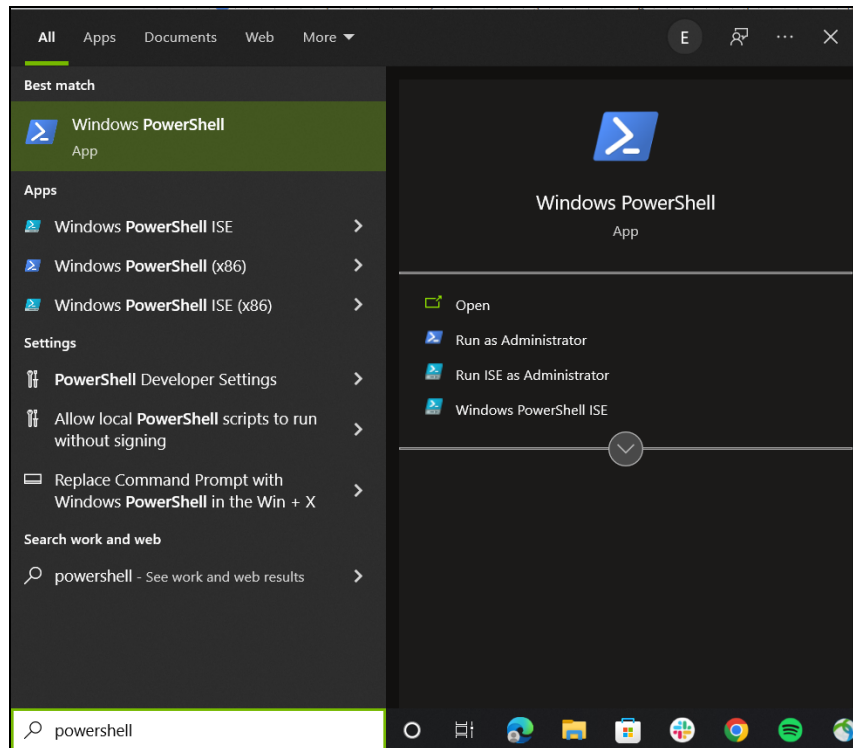 All Apps Documents Web More E
Best match
Windows PowerShell
App
Apps
Windows PowerShell ISE
Windows PowerShell (x86)
Windows PowerShell ISE (x86)
Settings
PowerShell Developer Settings
Allow local PowerShell scripts to run
without signing
Replace Command Prompt with
Windows PowerShell in the Win + X
Search work and web
powershell - See work and web results
powershell
Windows PowerShell
App
Open
Run as Administrator
Run ISE as Administrator
Windows PowerShell ISE